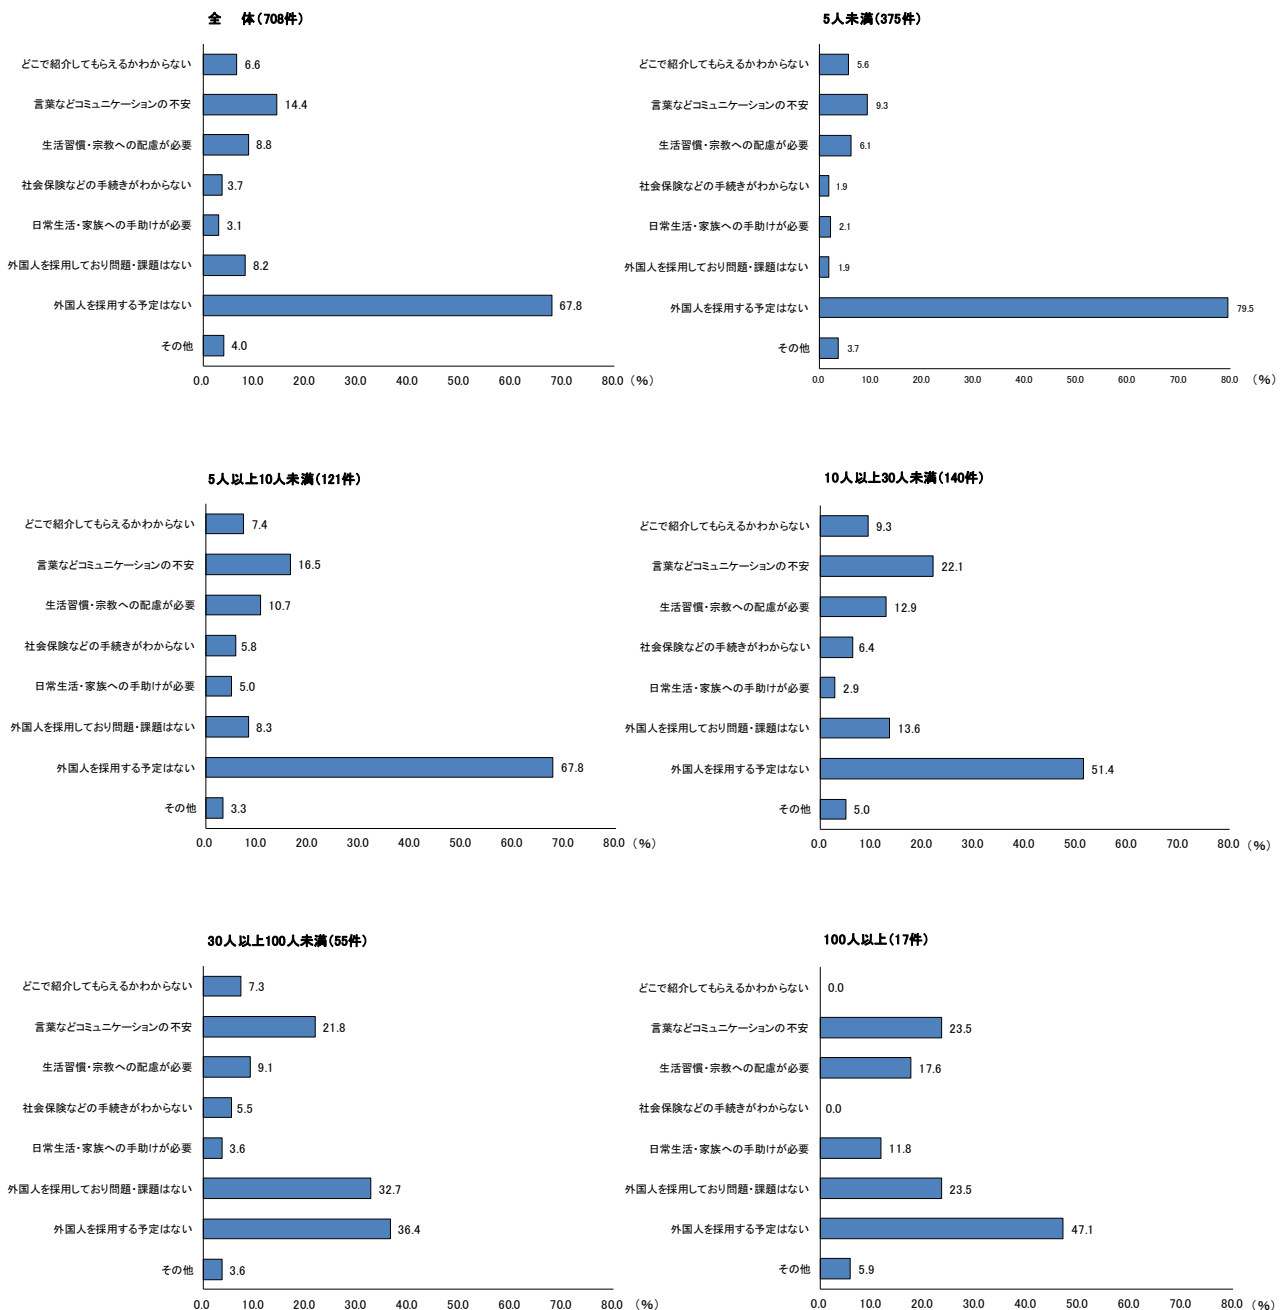 全　体(708件)
どこで紹介してもらえるかわからない 6.6
言葉などコミュニケーションの不安 14.4
生活習慣・宗教への配慮が必要 8.8
社会保険などの手続きがわからない 3.7
日常生活・家族への手助けが必要 3.1
外国人を採用しており問題・課題はない 8.2
外国人を採用する予定はない 67.8
その他 4.0
0.0 10.0 20.0 30.0 40.0 50.0 60.0 70.0 80.0 (%)
5人未満(375件)
どこで紹介してもらえるかわからない 5.6
言葉などコミュニケーションの不安 9.3
生活習慣・宗教への配慮が必要 6.1
社会保険などの手続きがわからない 1.9
日常生活・家族への手助けが必要 2.1
外国人を採用しており問題・課題はない 1.9
外国人を採用する予定はない 79.5
その他 3.7
0.0 10.0 20.0 30.0 40.0 50.0 60.0 70.0 80.0 (%)
5人以上10人未満(121件)
どこで紹介してもらえるかわからない 7.4
言葉などコミュニケーションの不安 16.5
生活習慣・宗教への配慮が必要 10.7
社会保険などの手続きがわからない 5.8
日常生活・家族への手助けが必要 5.0
外国人を採用しており問題・課題はない 8.3
外国人を採用する予定はない 67.8
その他 3.3
0.0 10.0 20.0 30.0 40.0 50.0 60.0 70.0 80.0 (%)
10人以上30人未満(140件)
どこで紹介してもらえるかわからない 9.3
言葉などコミュニケーションの不安 22.1
生活習慣・宗教への配慮が必要 12.9
社会保険などの手続きがわからない 6.4
日常生活・家族への手助けが必要 2.9
外国人を採用しており問題・課題はない 13.6
外国人を採用する予定はない 51.4
その他 5.0
0.0 10.0 20.0 30.0 40.0 50.0 60.0 70.0 80.0 (%)
30人以上100人未満(55件)
どこで紹介してもらえるかわからない 7.3
言葉などコミュニケーションの不安 21.8
生活習慣・宗教への配慮が必要 9.1
社会保険などの手続きがわからない 5.5
日常生活・家族への手助けが必要 3.6
外国人を採用しており問題・課題はない 32.7
外国人を採用する予定はない 36.4
その他 3.6
0.0 10.0 20.0 30.0 40.0 50.0 60.0 70.0 80.0 (%)
100人以上(17件)
どこで紹介してもらえるかわからない 0.0
言葉などコミュニケーションの不安 23.5
生活習慣・宗教への配慮が必要 17.6
社会保険などの手続きがわからない 0.0
日常生活・家族への手助けが必要 11.8
外国人を採用しており問題・課題はない 23.5
外国人を採用する予定はない 47.1
その他 5.9
0.0 10.0 20.0 30.0 40.0 50.0 60.0 70.0 80.0 (%)